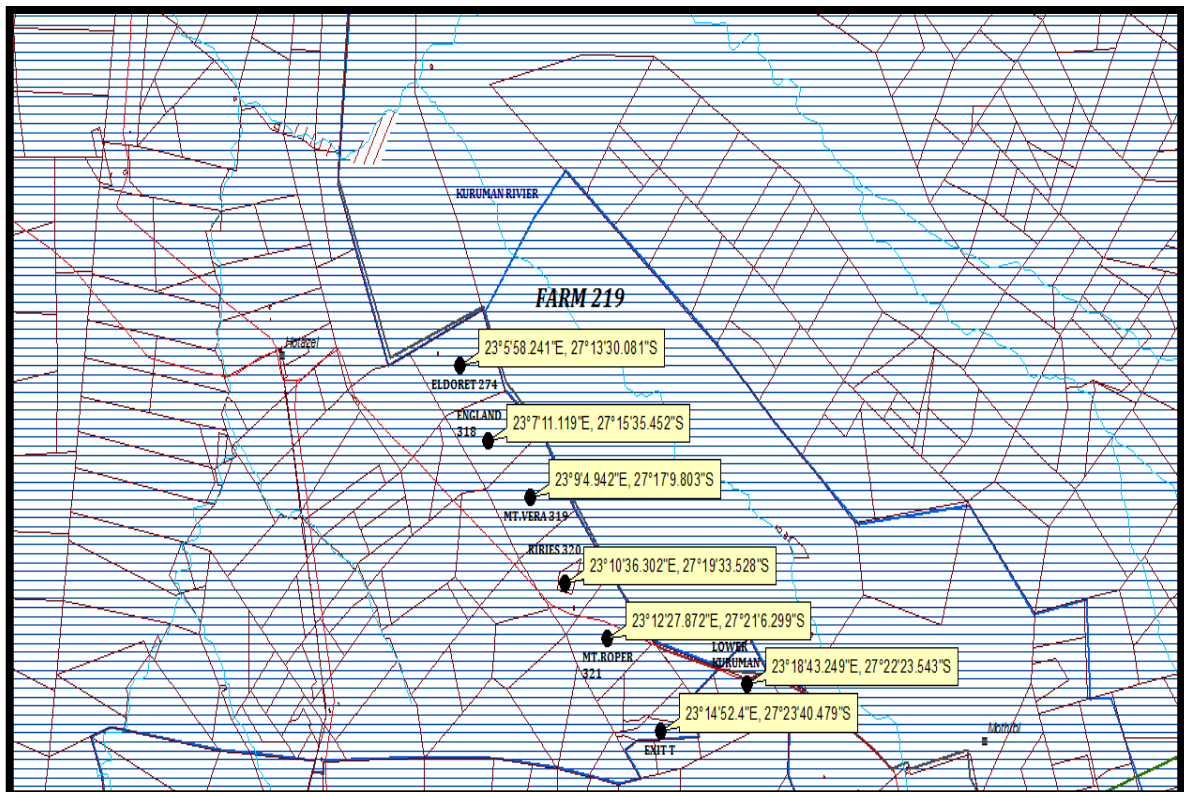 KURUMAN RIVIER
FARM 219
Hotazel
23°5'58.241"E, 27°13'30.081"S
ELDORET 274
ENGLAND
318
23°7'11.119"E, 27°15'35.452"S
23°9'4.942"E, 27°17'9.803"S
MT.VERA 319
RIRIES 320
23°10'36.302"E, 27°19'33.528"S
23°12'27.872"E, 27°21'6.299"S
MT.ROPER
321
LOWER
KURUMAN
23°18'43.249"E, 27°22'23.543"S
23°14'52.4"E, 27°23'40.479"S
EXIT T